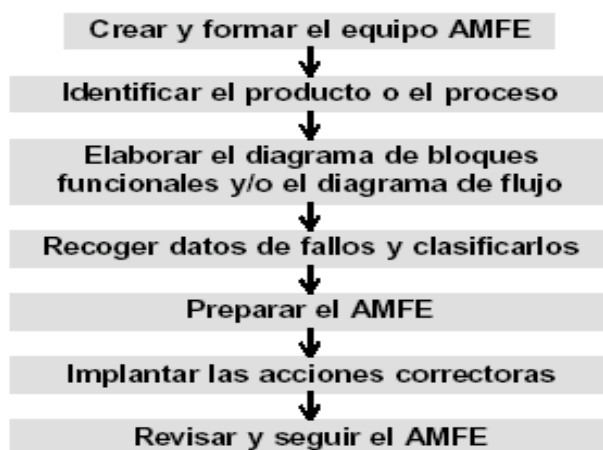 Crear y formar el equipo AMFE
Identificar el producto o el proceso
Elaborar el diagrama de bloques
funcionales y/o el diagrama de flujo
Recoger datos de fallos y clasificarlos
Preparar el AMFE
Implantar las acciones correctoras
Revisar y seguir el AMFE